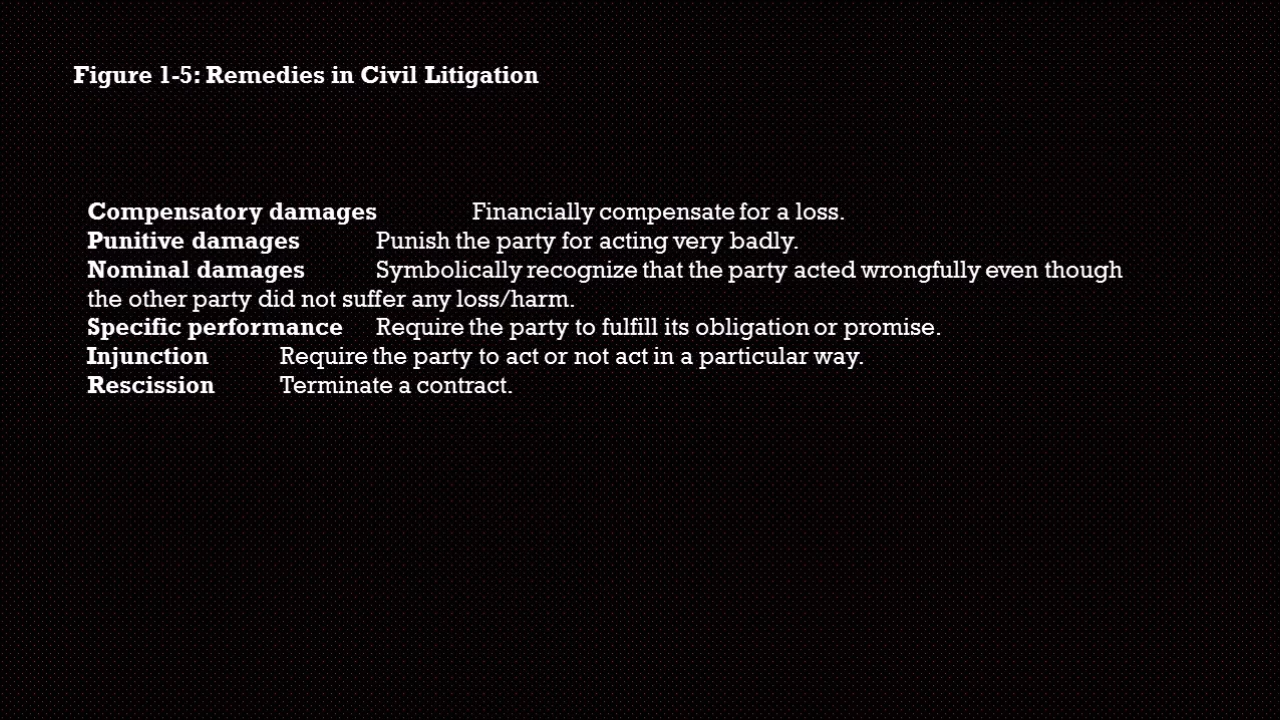 Figure 1-5: Remedies in Civil Litigation
Compensatory damages Financially compensate for a loss.
Punitive damages Punish the party for acting very badly.
Nominal damages Symbolically recognize that the party acted wrongfully even though
the other party did not suffer any loss/harm.
Specific performance Require the party to fulfill its obligation or promise.
Injunction Require the party to act or not act in a particular way.
Rescission Terminate a contract.